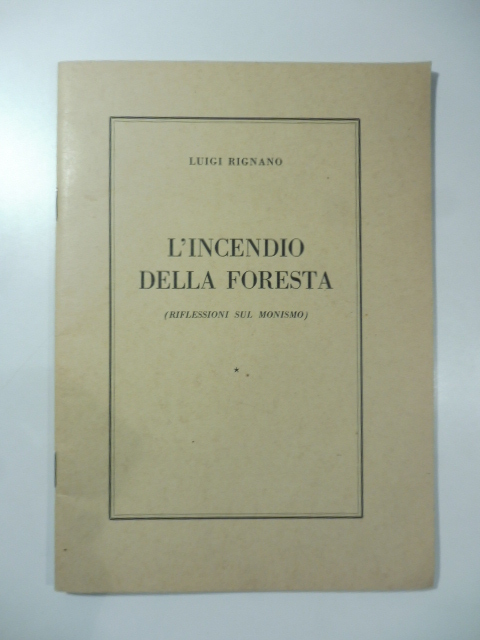 LUIGI RIGNANO
L'INCENDIO
DELLA FORESTA
(RIFLESSIONI SUL MONISMO)
*